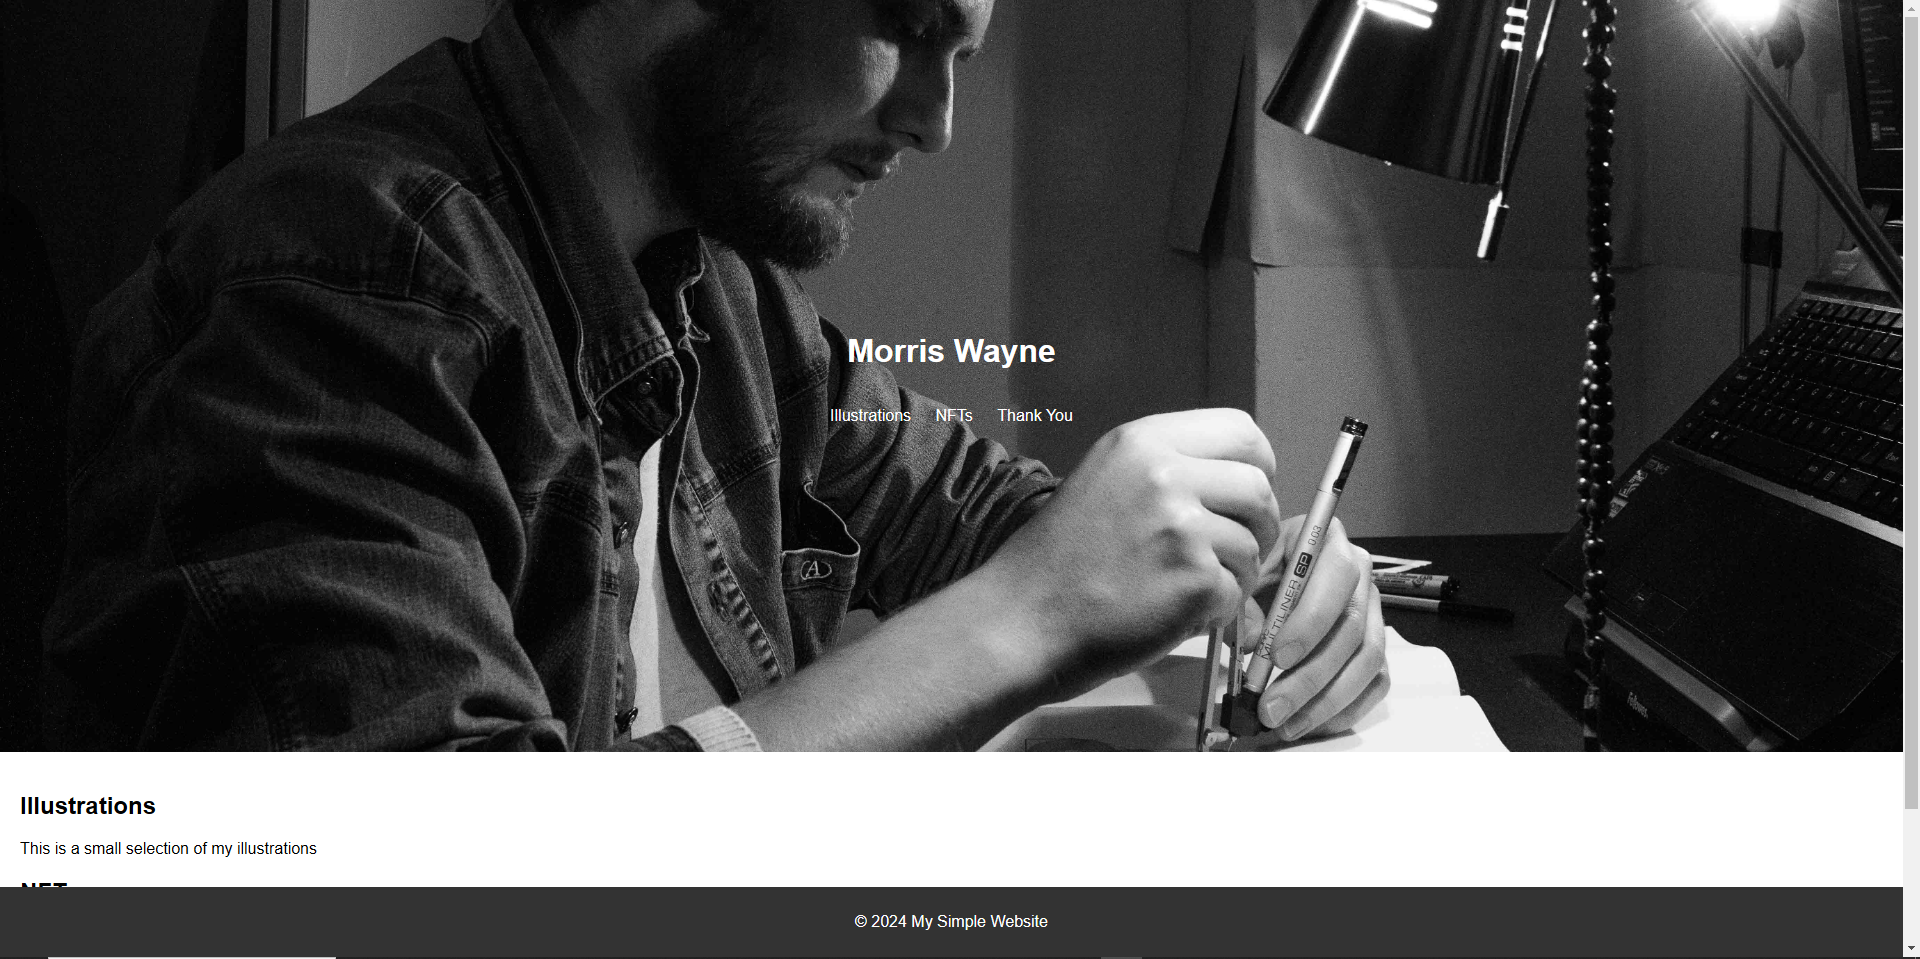 Morris Wayne
Illustrations NFTs Thank You
A
0.03
MULTILINER SP
Illustrations
This is a small selection of my illustrations
© 2024 My Simple Website